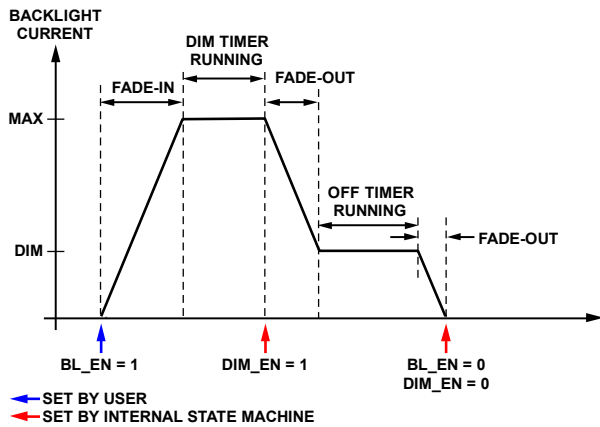 BACKLIGHT
CURRENT
DIM TIMER
RUNNING
FADE-IN
FADE-OUT
MAX
OFF TIMER
RUNNING
FADE-OUT
DIM
BL_EN = 1
DIM_EN = 1
BL_EN = 0
DIM_EN = 0
SET BY USER
SET BY INTERNAL STATE MACHINE